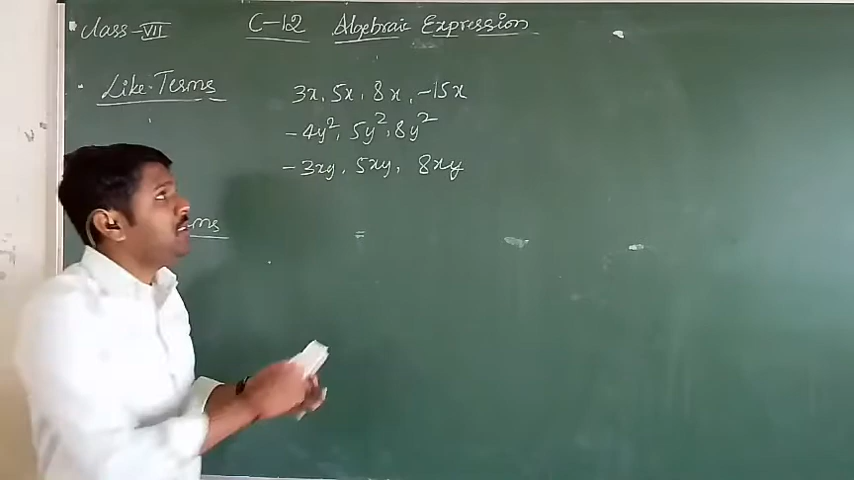 Class - VII C-12 Algebraic Expression
Like Terms 3x, 5x, 8x, -15x
-4y², 5y², 8y²
-3xy, 5xy, 8xy